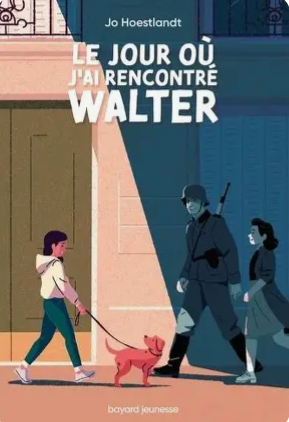 Jo Hoestlandt
LE JOUR OÙ
J'AI RENCONTRÉ
WALTER
bayard jeunesse